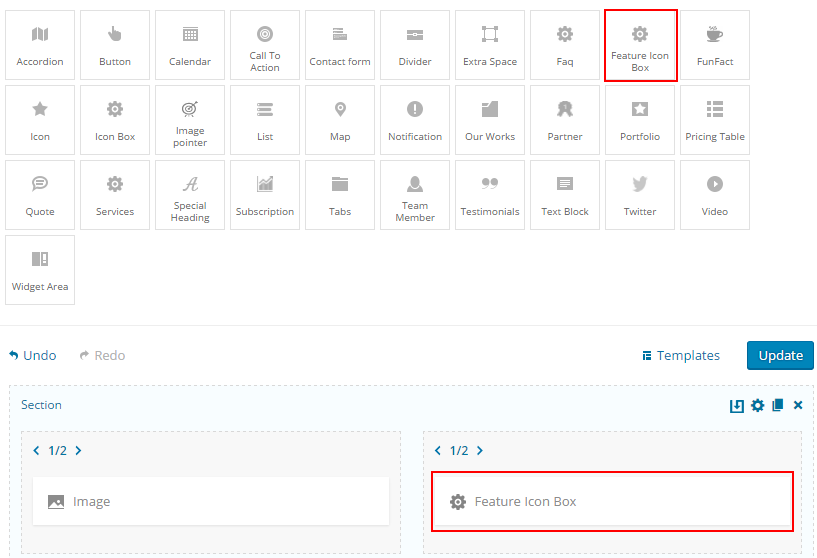 Accordion
Button
Calendar
Call To
Action
Contact form
Divider
Extra Space
Faq
Feature Icon
Box
FunFact
Icon
Icon Box
Image
pointer
List
Map
Notification
Our Works
Partner
Portfolio
Pricing Table
Quote
Services
Special
Heading
Subscription
Tabs
Team
Member
Testimonials
Text Block
Twitter
Video
Widget Area
Undo
Redo
Templates
Update
Section
1/2
1/2
Image
Feature Icon Box